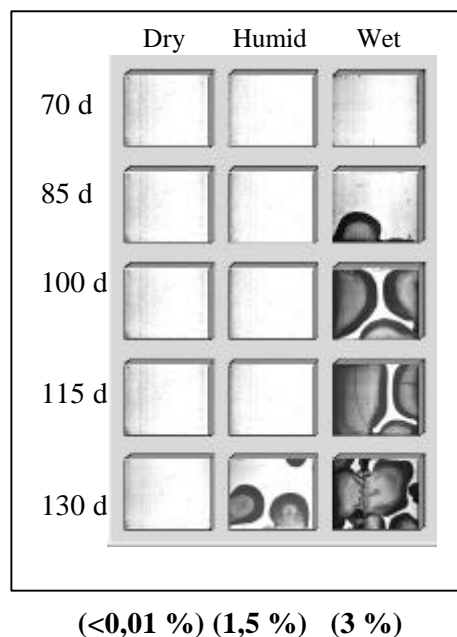 Dry Humid Wet
70 d
85 d
100 d
115 d
130 d
(<0,01 %) (1,5 %) (3 %)